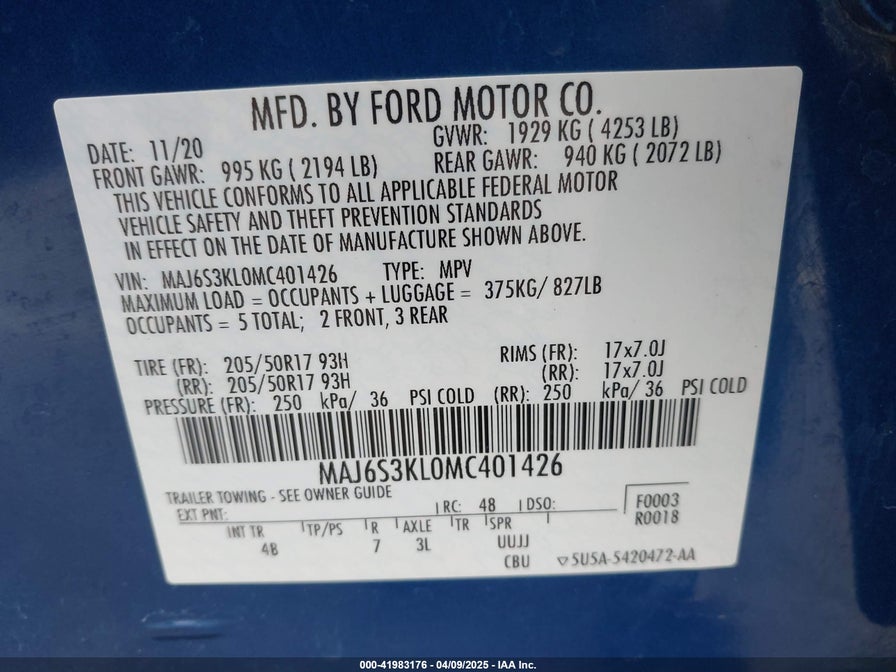 MFD. BY FORD MOTOR CO.
DATE: 11/20 GVWR: 1929 KG ( 4253 LB)
FRONT GAWR: 995 KG ( 2194 LB) REAR GAWR: 940 KG ( 2072 LB)
THIS VEHICLE CONFORMS TO ALL APPLICABLE FEDERAL MOTOR
VEHICLE SAFETY AND THEFT PREVENTION STANDARDS
IN EFFECT ON THE DATE OF MANUFACTURE SHOWN ABOVE.
VIN: MAJ6S3KL0MC401426 TYPE: MPV
MAXIMUM LOAD = OCCUPANTS + LUGGAGE = 375KG/ 827LB
OCCUPANTS = 5 TOTAL; 2 FRONT, 3 REAR
TIRE (FR): 205/50R17 93H RIMS (FR): 17x7.0J
(RR): 205/50R17 93H (RR): 17x7.0J
PRESSURE (FR): 250 kPa/ 36 PSI COLD (RR): 250 kPa/ 36 PSI COLD
MAJ6S3KL0MC401426
TRAILER TOWING - SEE OWNER GUIDE
EXT PNT: RC: 48 DSO: F0003
R0018
INT TR TP/PS R AXLE TR SPR
4B 7 3L UUJJ
CBU 5U5A-5420472-AA
000-41983176 - 04/09/2025 - IAA Inc.